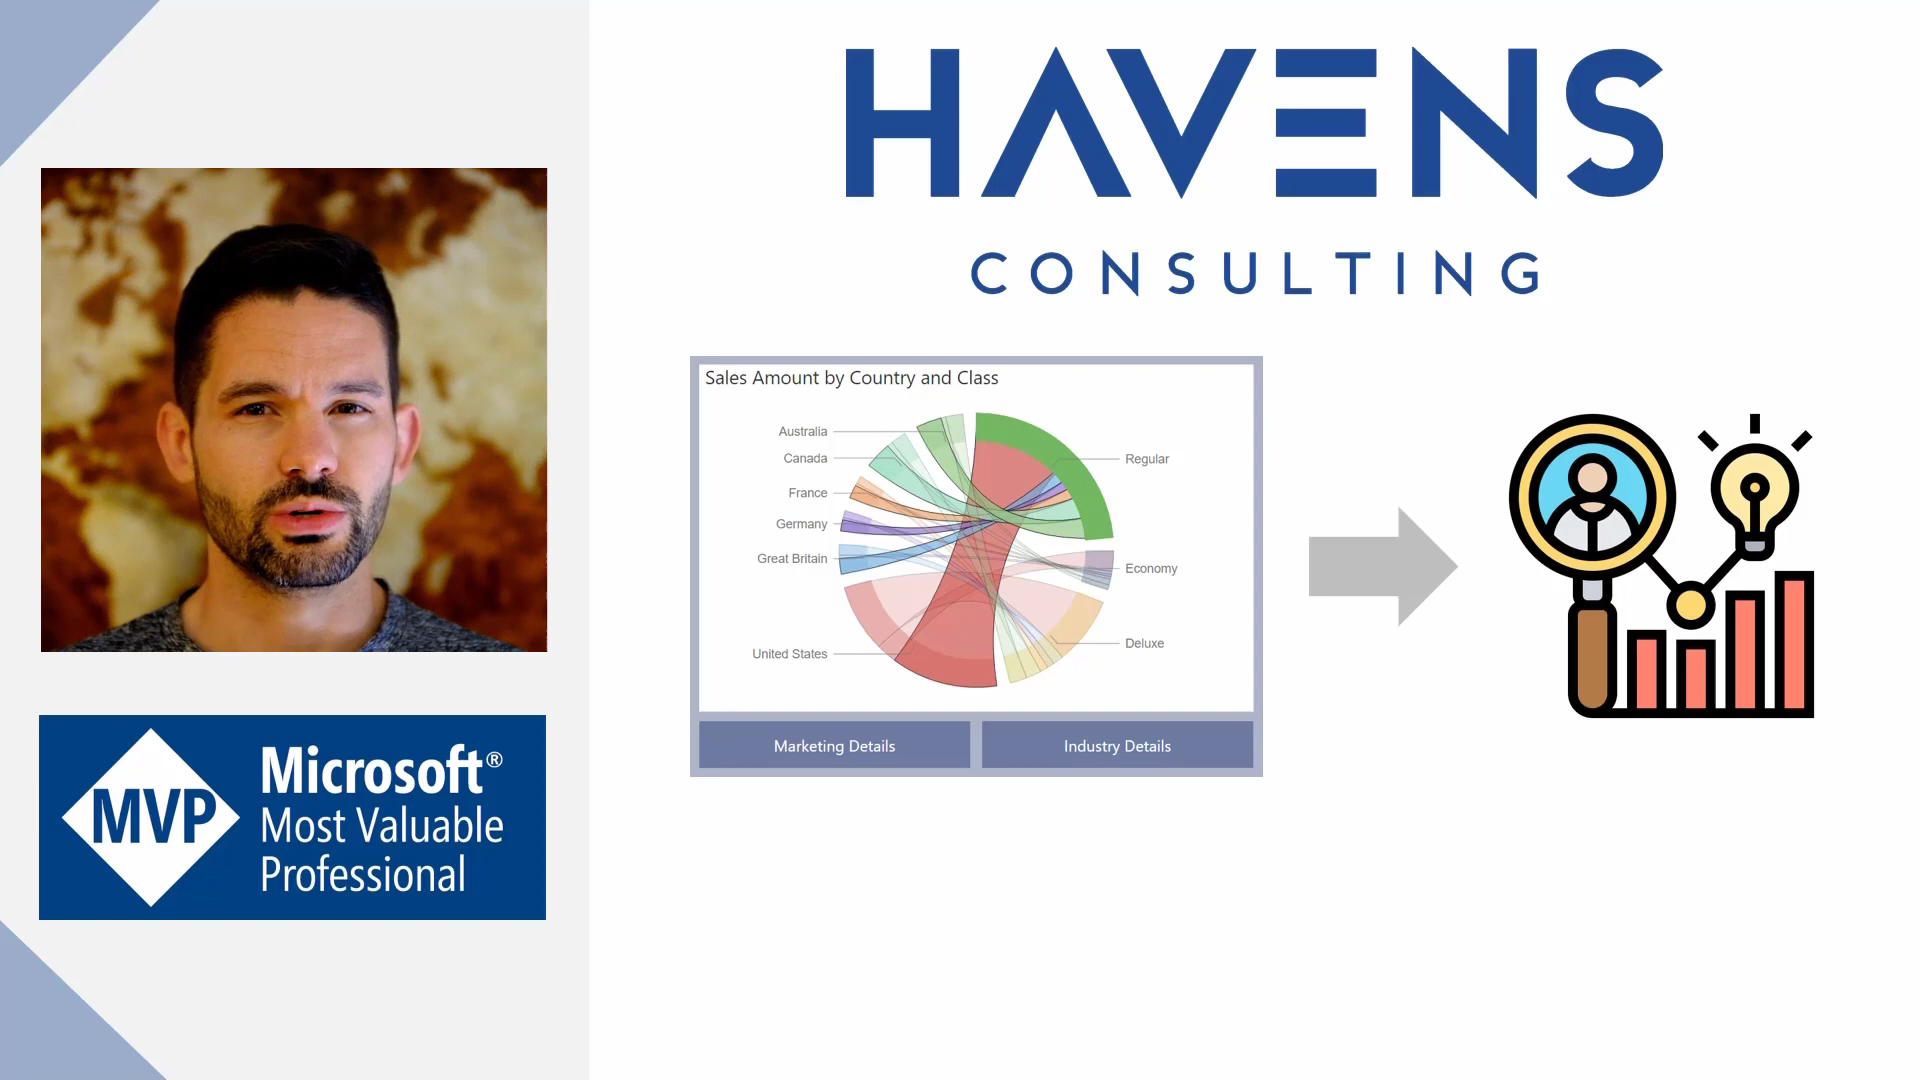 HAVENS
CONSULTING
Sales Amount by Country and Class
Australia
Canada
France
Germany
Great Britain
United States
Regular
Economy
Deluxe
Marketing Details
Industry Details
MVP
Microsoft®
Most Valuable
Professional